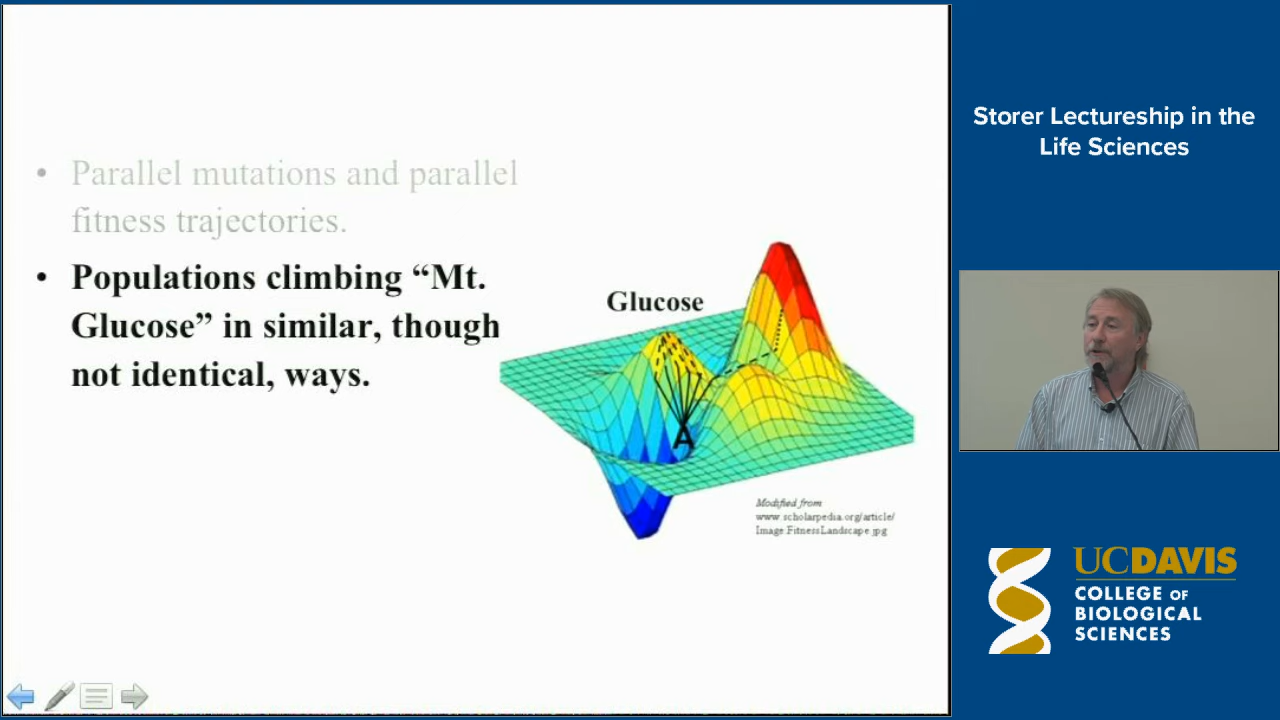 • Parallel mutations and parallel
fitness trajectories.
• Populations climbing “Mt.
Glucose” in similar, though
not identical, ways.
Glucose
A
Modified from
www.scholarpedia.org/article/
Image:FitnessLandscape.jpg
Storer Lectureship in the
Life Sciences
UCDAVIS
COLLEGE OF
BIOLOGICAL
SCIENCES